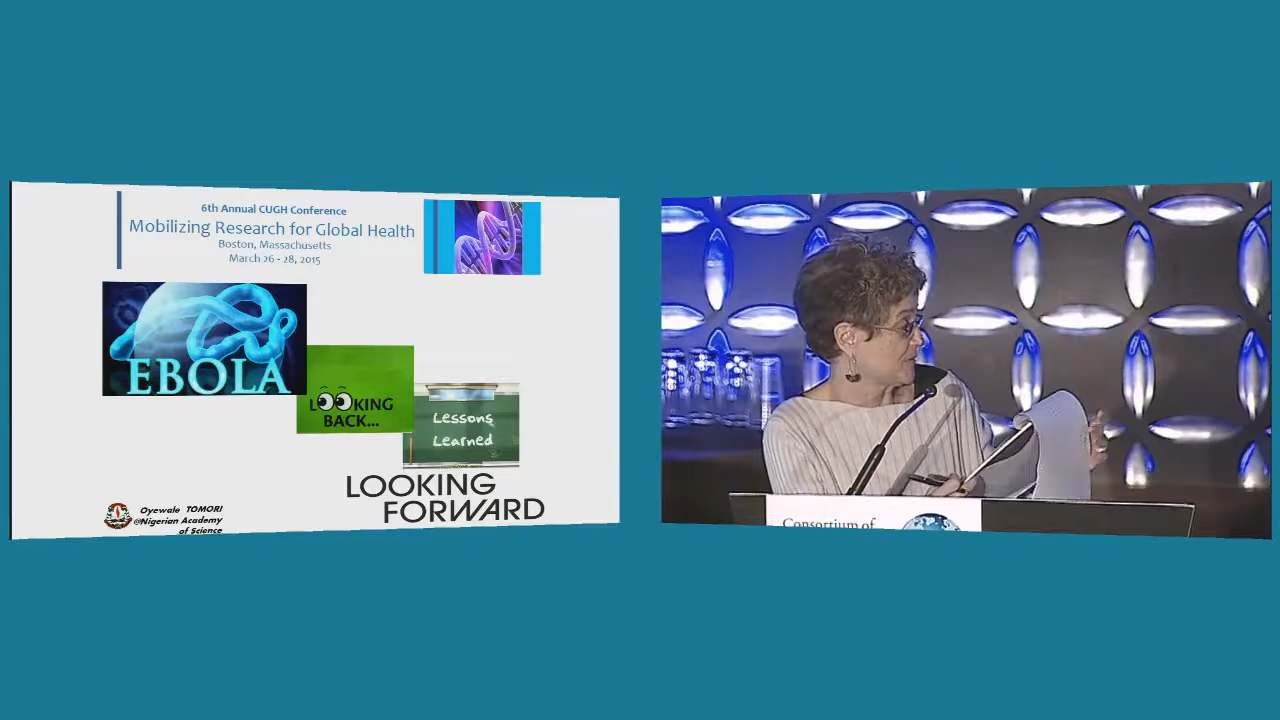 6th Annual CUGH Conference
Mobilizing Research for Global Health
Boston, Massachusetts
March 26 - 28, 2015
EBOLA
LOOKING
BACK...
Lessons
Learned
LOOKING
FORWARD
Oyewale TOMORI
@Nigerian Academy
of Science
Consortium of